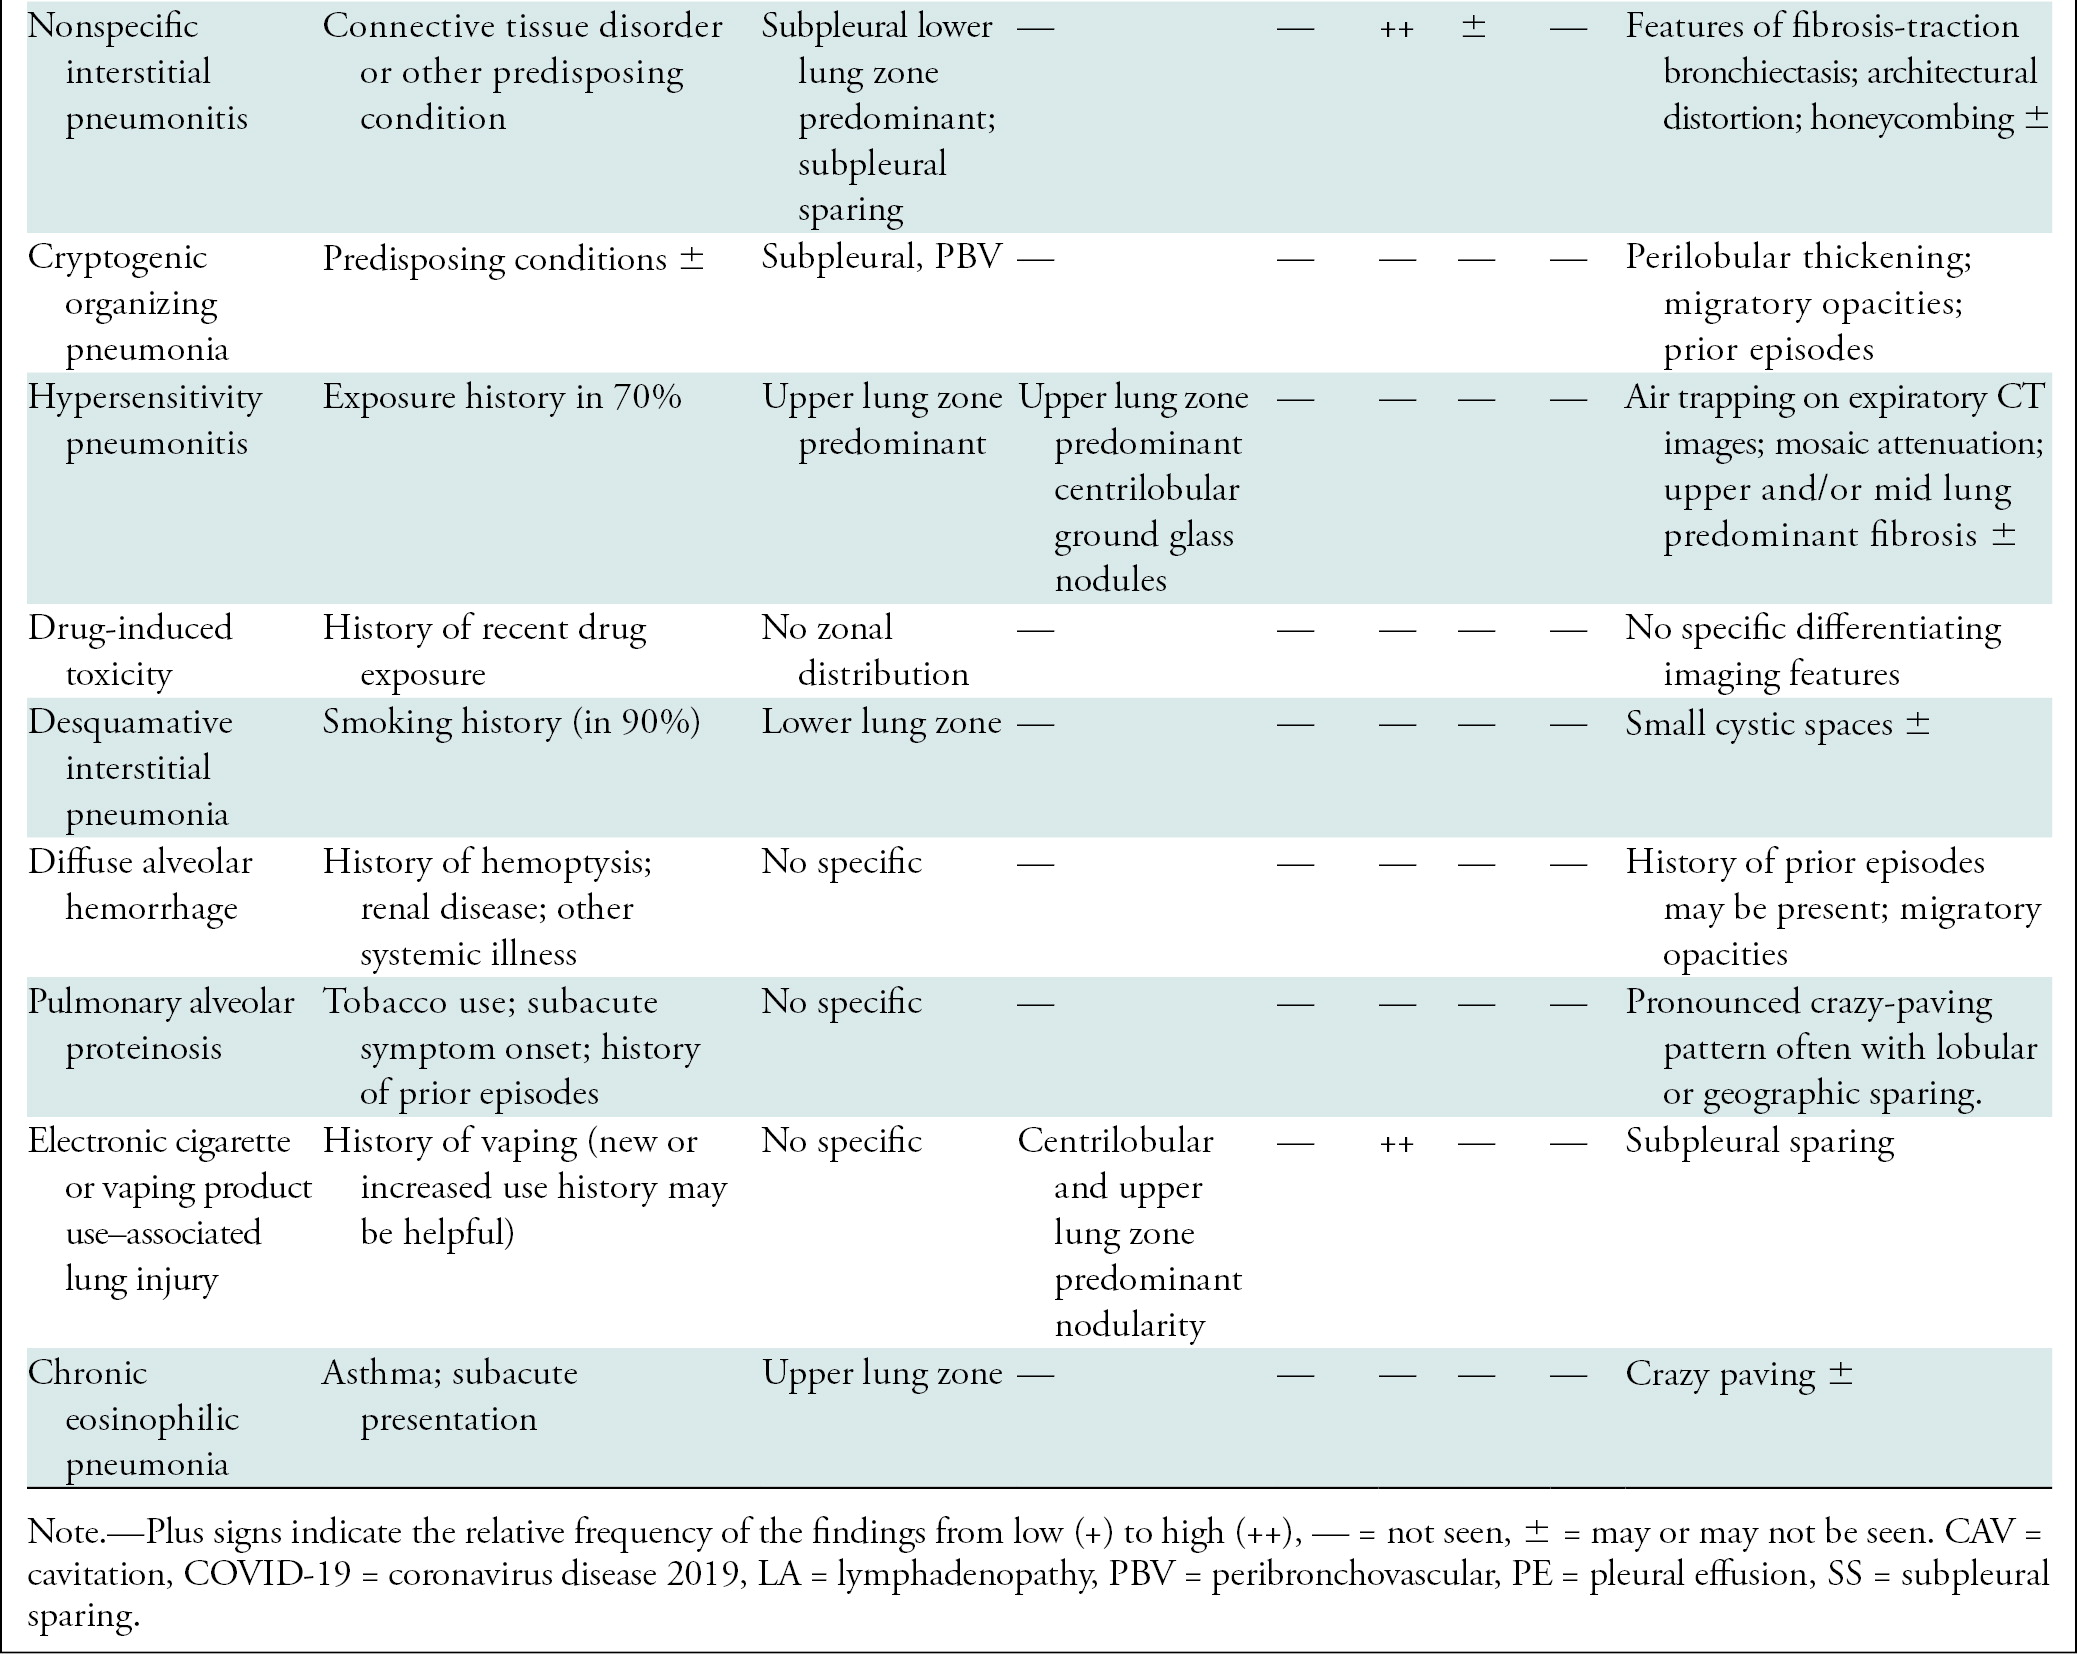 Nonspecific interstitial pneumonitis
Connective tissue disorder or other predisposing condition
Subpleural lower lung zone predominant; subpleural sparing
— — ++ ± —
Features of fibrosis-traction bronchiectasis; architectural distortion; honeycombing ±
Cryptogenic organizing pneumonia
Predisposing conditions ±
Subpleural, PBV
— — — — —
Perilobular thickening; migratory opacities; prior episodes
Hypersensitivity pneumonitis
Exposure history in 70%
Upper lung zone predominant
Upper lung zone predominant centrilobular ground glass nodules
— — — —
Air trapping on expiratory CT images; mosaic attenuation; upper and/or mid lung predominant fibrosis ±
Drug-induced toxicity
History of recent drug exposure
No zonal distribution
— — — — —
No specific differentiating imaging features
Desquamative interstitial pneumonia
Smoking history (in 90%)
Lower lung zone
— — — — —
Small cystic spaces ±
Diffuse alveolar hemorrhage
History of hemoptysis; renal disease; other systemic illness
No specific
— — — — —
History of prior episodes may be present; migratory opacities
Pulmonary alveolar proteinosis
Tobacco use; subacute symptom onset; history of prior episodes
No specific
— — — — —
Pronounced crazy-paving pattern often with lobular or geographic sparing.
Electronic cigarette or vaping product use–associated lung injury
History of vaping (new or increased use history may be helpful)
No specific
Centrilobular and upper lung zone predominant nodularity
— ++ — —
Subpleural sparing
Chronic eosinophilic pneumonia
Asthma; subacute presentation
Upper lung zone
— — — — —
Crazy paving ±
Note.—Plus signs indicate the relative frequency of the findings from low (+) to high (++), — = not seen, ± = may or may not be seen. CAV =
cavitation, COVID-19 = coronavirus disease 2019, LA = lymphadenopathy, PBV = peribronchovascular, PE = pleural effusion, SS = subpleural
sparing.